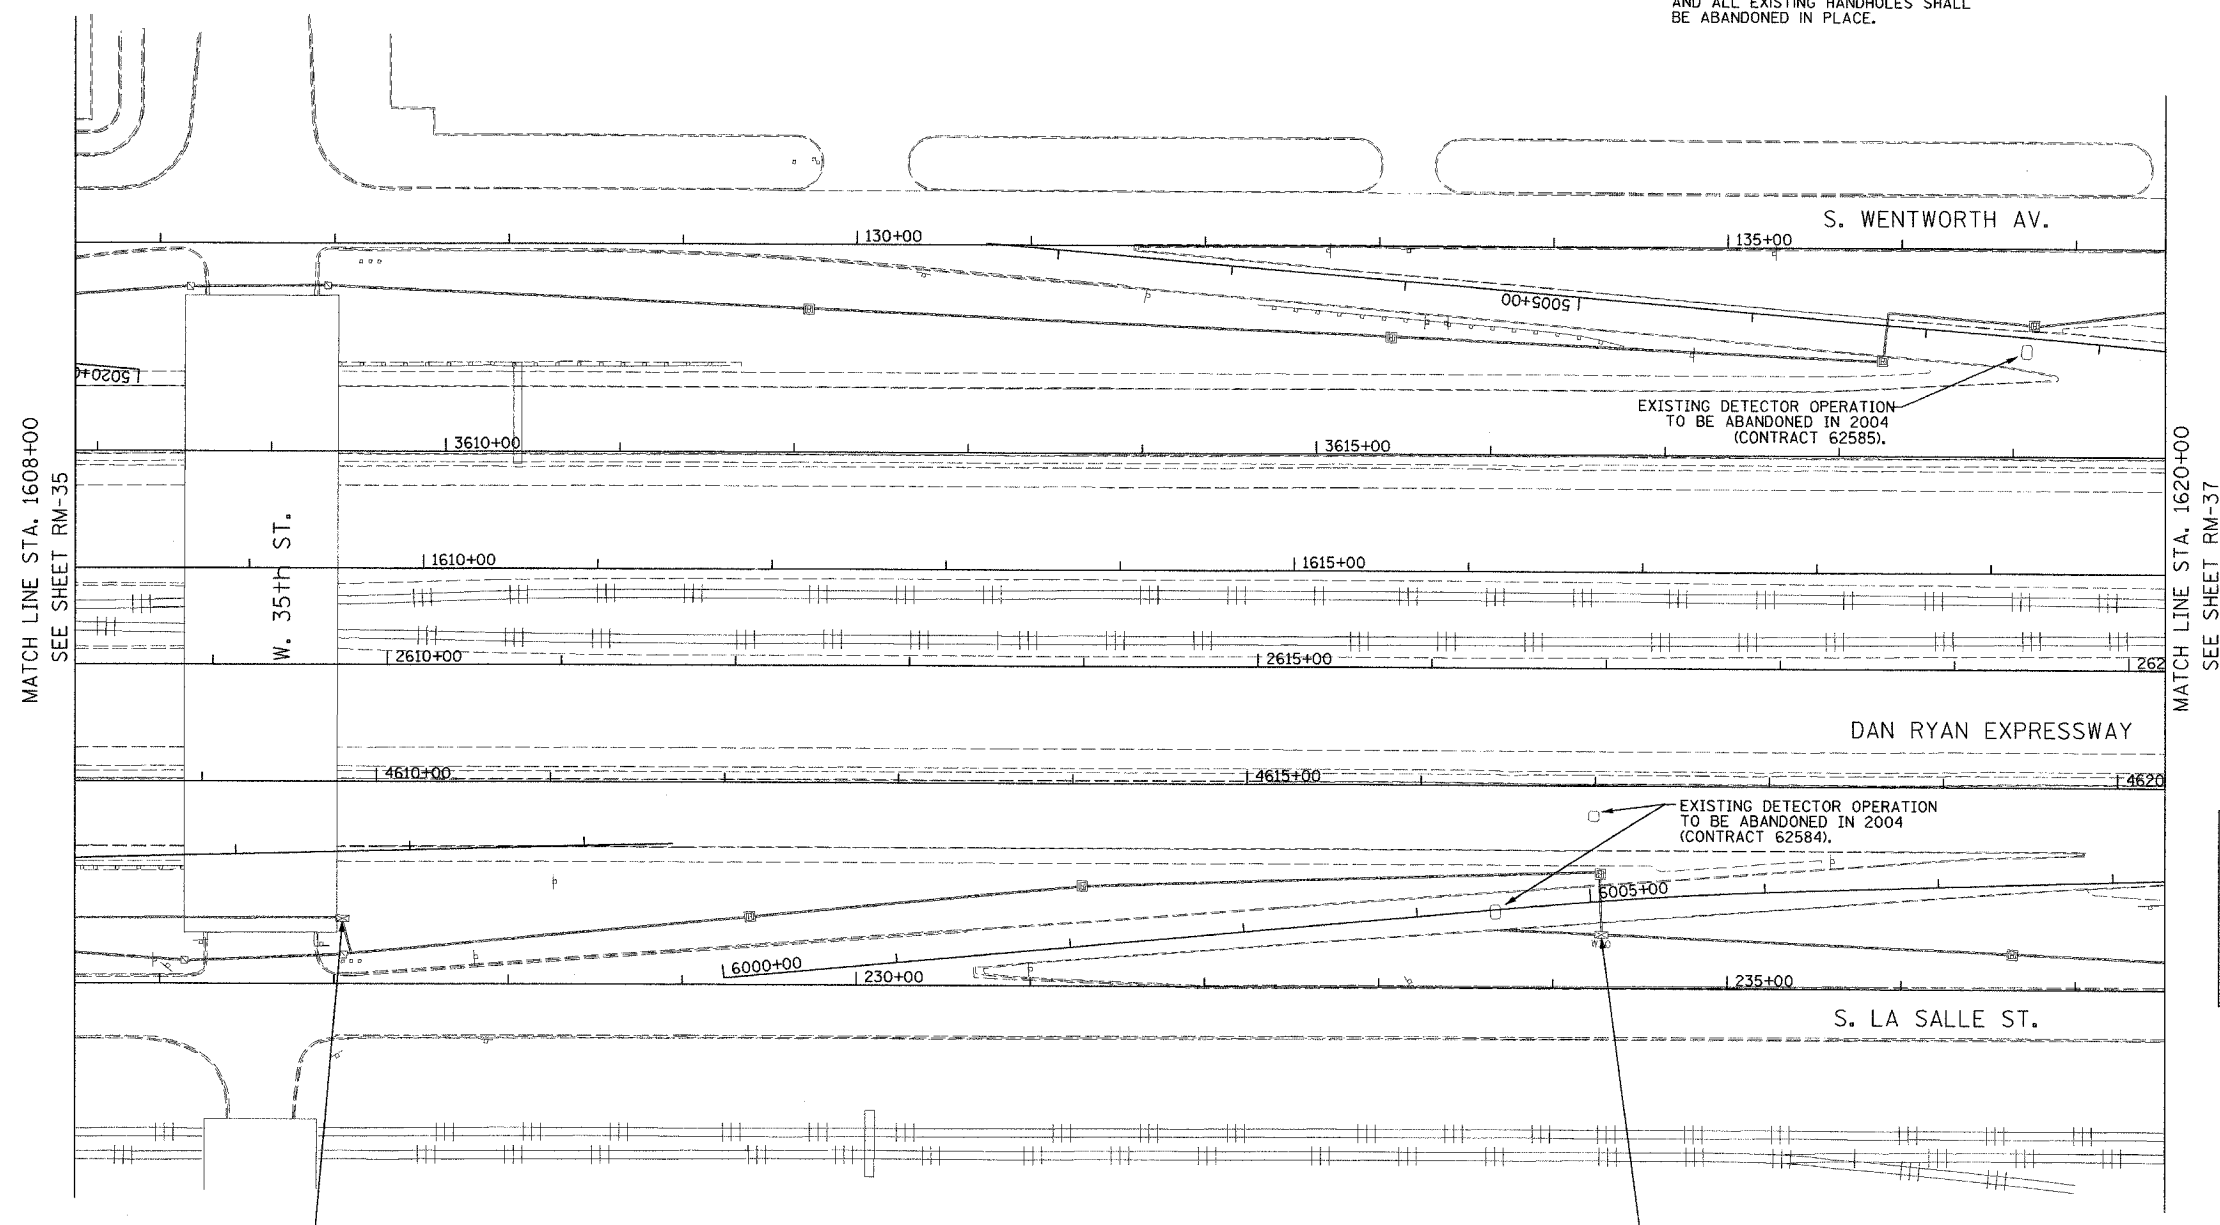 AND ALL EXISTING HANDHOLES SHALL
BE ABANDONED IN PLACE.
S. WENTWORTH AV.
130+00
135+00
5005+00
5020+0
EXISTING DETECTOR OPERATION
TO BE ABANDONED IN 2004
(CONTRACT 62585).
3610+00
3615+00
MATCH LINE STA. 1608+00
SEE SHEET RM-35
MATCH LINE STA. 1620+00
SEE SHEET RM-37
W. 35th ST.
1610+00
1615+00
2610+00
2615+00
262
DAN RYAN EXPRESSWAY
4610+00
4615+00
4620
EXISTING DETECTOR OPERATION
TO BE ABANDONED IN 2004
(CONTRACT 62584).
6005+00
6000+00
230+00
235+00
S. LA SALLE ST.